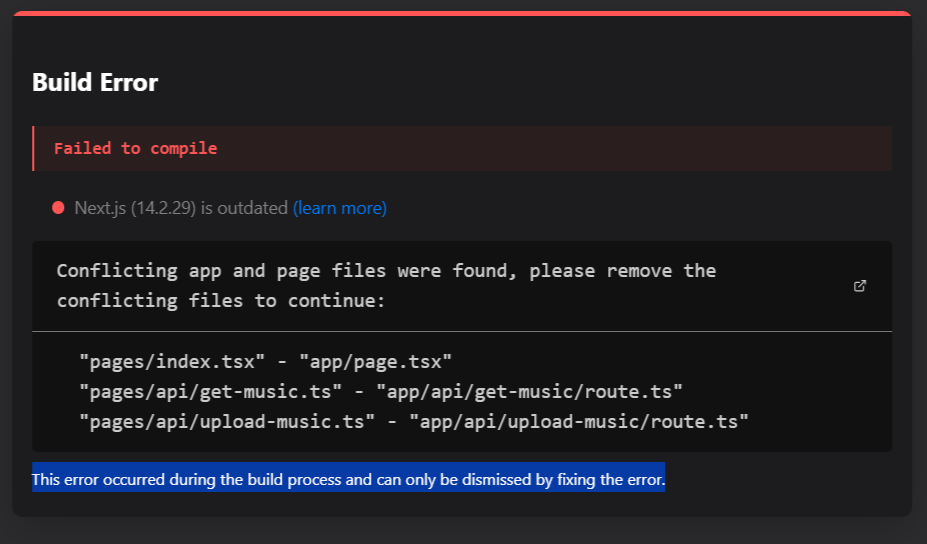 Build Error
Failed to compile
Next.js (14.2.29) is outdated (learn more)
Conflicting app and page files were found, please remove the
conflicting files to continue:
"pages/index.tsx" - "app/page.tsx"
"pages/api/get-music.ts" - "app/api/get-music/route.ts"
"pages/api/upload-music.ts" - "app/api/upload-music/route.ts"
This error occurred during the build process and can only be dismissed by fixing the error.